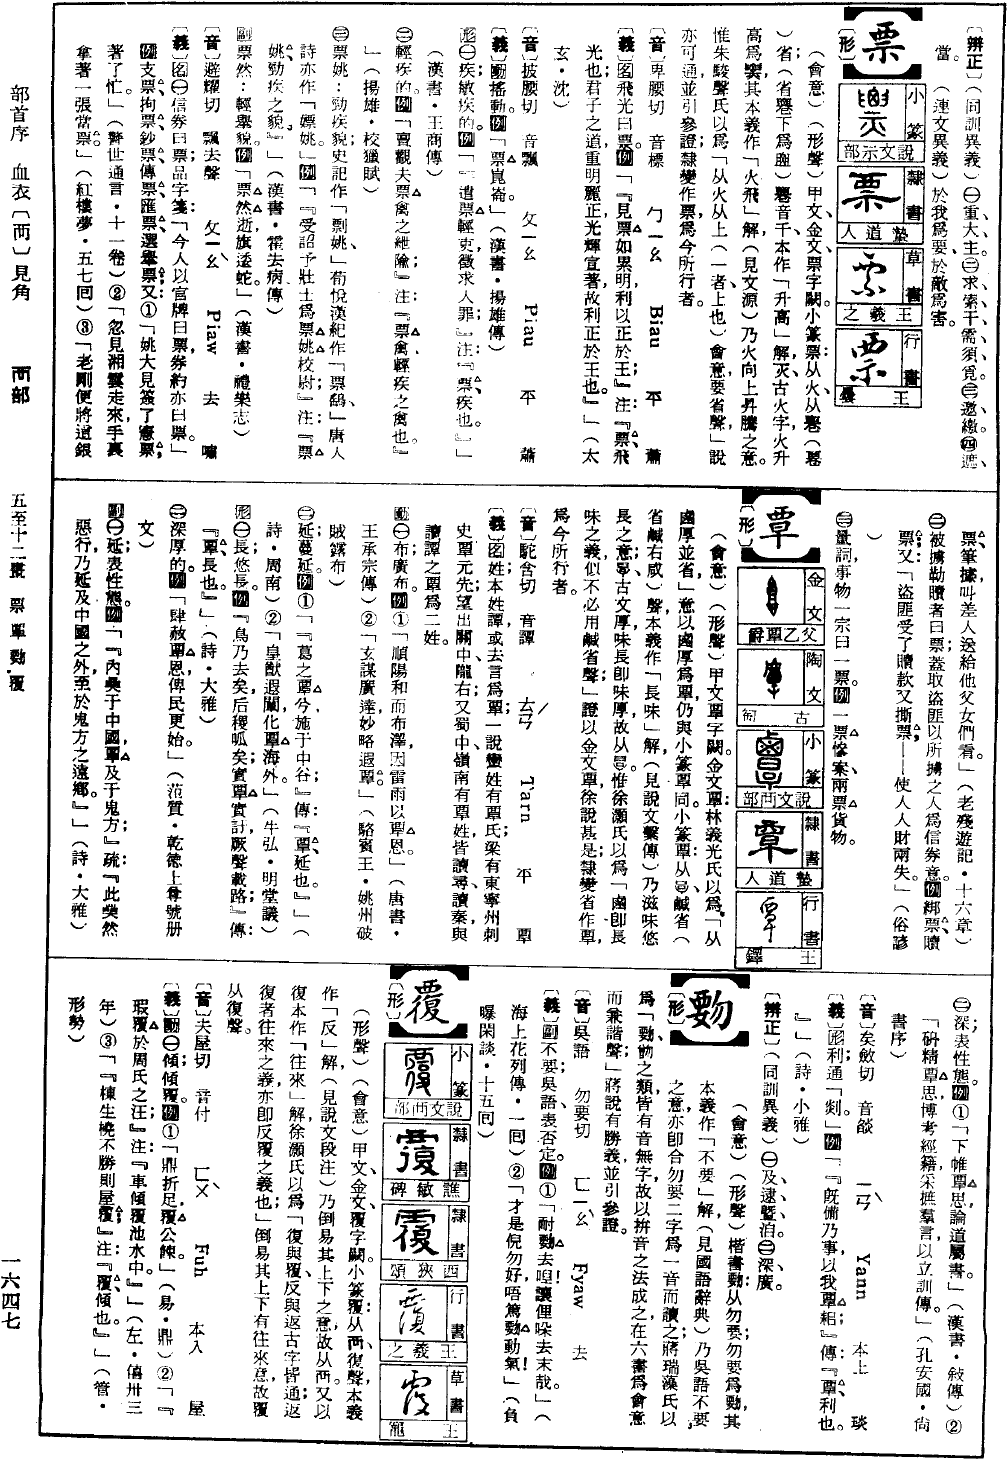 〔辨正〕（同訓異義）㊀重大主。㊁求索干需須覓。㊂邀繳。㊃遮
當。（連文異義）於我爲要；於敵爲害。
票
〔形〕
小篆 說文示部
隸書 蟄道人
草書 王羲之
行書 王曇
（會意）（形聲）甲文、金文、票字闕。小篆票：从火从䙴（䙴
）省（省䙴下爲䙳）䙴音千，本作「升高」解，灭古火字，火升
高爲票，其本義作「火飛」解（見文源）乃火向上昇騰之意。
惟朱駿聲氏以爲「从火从上（一者上也）會意，要省聲」說
亦可通，並引參證。隸變作票，爲今所行者。
〔音〕卑腰切 音標 ㄅㄧㄠ Biau 平 蕭
〔義〕名飛光曰票。例「『見票如累明，利以正於王』注：『票、飛
光也。君子之道，重明麗正，光輝宣著，故利正於王也。』」（太
玄・沈）
〔音〕披腰切 音飄 ㄆㄧㄠ Piau 平 蕭
〔義〕動搖動。例「票崑崙。」（漢書・揚雄傳）
形㊀疾；敏疾的。例「『遣票輕吏徵求人罪』注：『票、疾也。』」
（漢書・王商傳）
㊁輕疾的。例「『亶觀夫票禽之紲隃』注：『票禽，輕疾之禽也。』
」（揚雄・校獵賦）
㊂票姚：勁疾貌；史記作「剽姚」，荀悅漢紀作「票鷂」，唐人
詩亦作「嫖姚。」例「『受詔予壯士，爲票姚校尉』注：『票
姚，勁疾之貌。』」（漢書・霍去病傳）
副票然：輕舉貌。例「票然逝，旗逶蛇。」（漢書・禮樂志）
〔音〕避耀切 飄去聲 ㄆㄧㄠˋ Piaw 去 嘯
〔義〕名㊀信券曰票；品字箋：「今人以官牌曰票，券約亦曰票。」
例支票、拘票、鈔票、傳票、匯票、選舉票；又①「姚大見簽了憲票，
著了忙。」（警世通言・十一卷）②「忽見湘雲走來，手裏
拿著一張當票。」（紅樓夢・五七回）③「老剛便將這銀
票筆據，叫差人送給他父女們看。」（老殘遊記・十六章）
㊁被擄勒贖者曰票；蓋取盜匪以所擄之人爲信券意。例綁票、贖
票；又「盜匪受了贖款又撕票——使人人財兩失。」（俗諺
）
㊂量詞，事物一宗曰一票。例一票慘案、兩票貨物。
覃
〔形〕
金文 父乙覃爵
陶文 古匋
小篆 說文㫗部
隸書 蟄道人
行書 王鐸
（會意）（形聲）甲文覃字闕。金文覃：林義光氏以爲「从
鹵厚並省」，意以鹵厚爲覃，仍與小篆覃同。小篆覃：从㫗，鹹省（
省鹹右咸）聲，本義作「長味」解（見說文繫傳）乃滋味悠
長之意；㫗古文厚，味長即味厚，故从㫗。惟徐灝氏以爲「鹵即長
味之義，似不必用鹹省聲」證以金文覃，徐說甚是。隸變省作覃，
爲今所行者。
〔音〕駝含切 音譚 ㄊㄢˊ Tarn 平 覃
〔義〕名姓。本姓譚，或去言爲覃；一說蠻姓有覃氏，梁有東寧州刺
史覃元先，望出關中、隴右。又蜀中、嶺南有覃姓，皆讀尋，讀秦，與
讀譚之覃爲二姓。
動㊀布；廣布。例①「順陽和而布澤，因雷雨以覃恩。」（唐書・
王承宗傳）②「玄謀廣達，妙略遐覃。」（駱賓王・姚州破
賊露布）
㊁延；蔓延。例①「『葛之覃兮，施于中谷』傳：『覃、延也。』」（
詩・周南）②「皇猷遐闡，化覃海外。」（牛弘・明堂議）
形㊀長；悠長。例「『鳥乃去矣，后稷呱矣，實覃實訏，厥聲載路』傳：
『覃、長也。』」（詩・大雅）
㊁深；深厚的。例「肆赦覃恩，俾民更始。」（范質・乾德上尊號册
文）
副㊀延；表性態。例「『內奰于中國，覃及于鬼方』疏：『此奰然
惡行，乃延及中國之外，至於鬼方之遠鄉。』」（詩・大雅）
㊁深；表性態。例①「下帷覃思，論道屬書。」（漢書・敍傳）②
「研精覃思，博考經籍，采摭羣言，以立訓傳。」（孔安國・尙
書序）
〔音〕矣斂切 音燄 ㄧㄢˋ Yann 本上 琰
〔義〕形利；通「剡」例「『旣備乃事，以我覃耜』傳：『覃、利也。
』」（詩・小雅）
〔辨正〕（同訓異義）㊀及、逮、暨、洎。㊁深、廣。
覅
〔形〕
（會意）（形聲）楷書覅：从勿要，勿要爲覅，其
本義作「不要」解（見國語辭典）乃吳語不要
之意，亦即合勿要二字爲一音而讀之；蔣瑞藻氏以
爲「覅朆之類皆有音無字，故以拚音之法成之，在六書爲會意
而兼諧聲」蔣說有勝義，並引參證。
〔音〕吳語 勿要切 ㄈㄧㄠˋ Fyaw 去
〔義〕副不要；吳語，表否定。例①「耐覅去哩！讓俚哚去末哉。」（
海上花列傳・一回）②「才是倪勿好，唔篤覅動氣！」（負
曝閑談・十五回）
覆
〔形〕
小篆 說文襾部
隸書 譙敏碑
隸書 西狹頌
行書 王羲之
草書 王寵
（形聲）（會意）甲文、金文、覆字闕。小篆覆：从襾，復聲，本義
作「反」解（見說文段注）乃倒易其上下之意，故从襾。又以
復本作「往來」解，徐灝氏以爲「復與覆、反與返古字皆通，返
復者往來之義，亦即反覆之義也」倒易其上下有往來意，故覆
从復聲。
〔音〕夫屋切 音付 ㄈㄨˋ Fuh 本入 屋
〔義〕動㊀傾；傾覆。例①「鼎折足，覆公餗。」（易・鼎）②「『
瑕覆於周氏之汪』注：『車傾覆池水中。』」（左・僖卅三
年）③「『棟生橈不勝則屋覆』注：『覆、傾也。』」（管・
形勢）
部首序 血衣〔襾〕見角 襾部 五至十二畫 票覃覅覆 一六四七